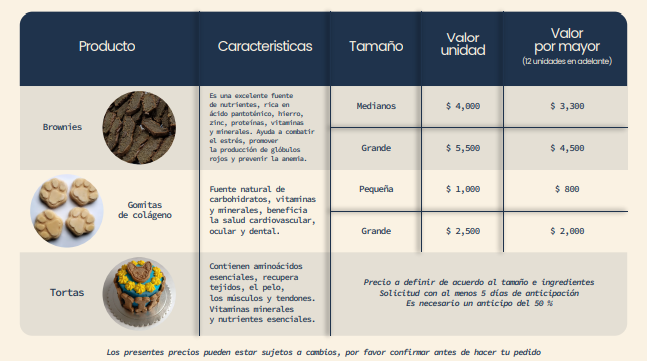 Producto
Características
Tamaño
Valor
unidad
Valor
por mayor
(12 unidades en adelante)
Brownies
Es una excelente fuente
de nutrientes, rica en
ácido pantoténico, hierro,
zinc, proteínas, vitaminas
y minerales. Ayuda a combatir
el estrés, promover
la producción de glóbulos
rojos y prevenir la anemia.
Medianos
$ 4,000
$ 3,300
Grande
$ 5,500
$ 4,500
Gomitas
de colágeno
Fuente natural de
carbohidratos, vitaminas
y minerales, beneficia
la salud cardiovascular,
ocular y dental.
Pequeña
$ 1,000
$ 800
Grande
$ 2,500
$ 2,000
Tortas
Contienen aminoácidos
esenciales, recupera
tejidos, el pelo,
los músculos y tendones.
Vitaminas minerales
y nutrientes esenciales.
Precio a definir de acuerdo al tamaño e ingredientes
Solicitud con al menos 5 días de anticipación
Es necesario un anticipo del 50 %
Los presentes precios pueden estar sujetos a cambios, por favor confirmar antes de hacer tu pedido